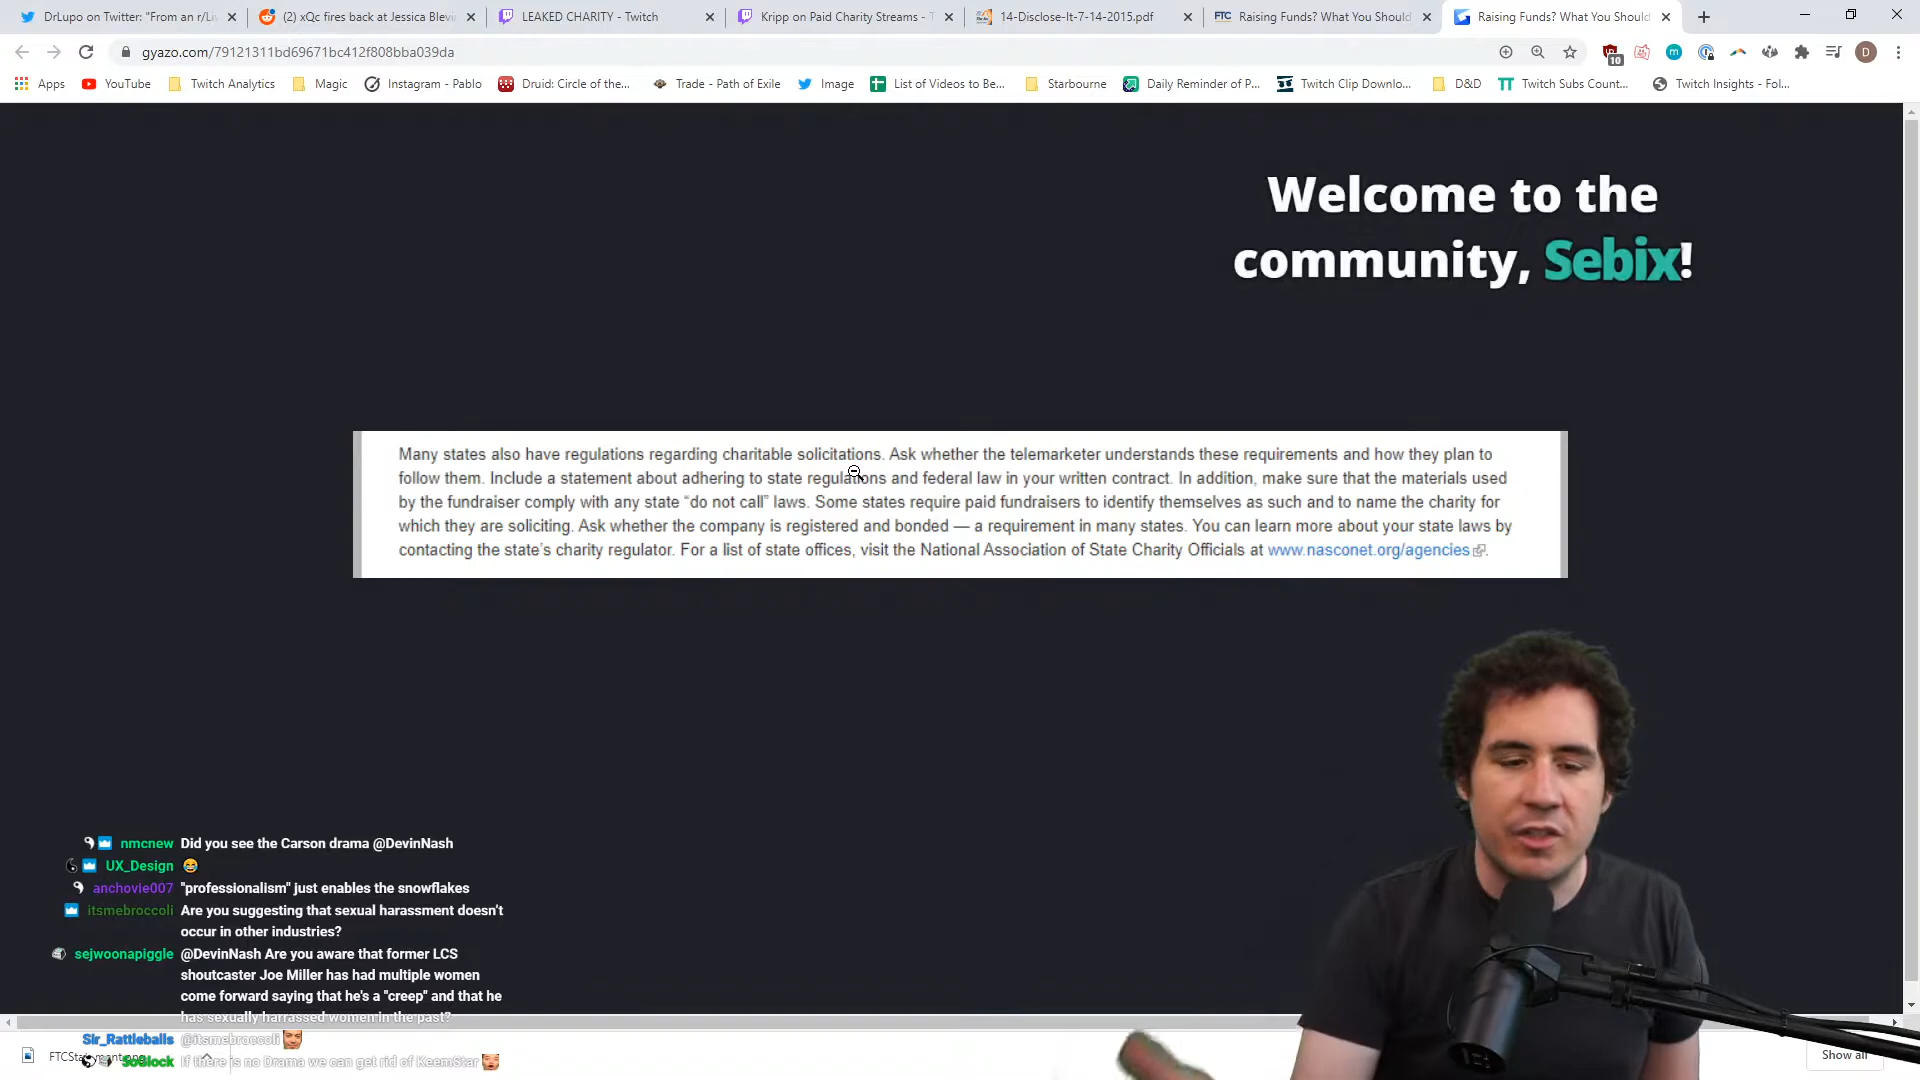 DrLupo on Twitter: "From an r/Li
(2) xQc fires back at Jessica Blevi
LEAKED CHARITY - Twitch
Kripp on Paid Charity Streams - T
14-Disclose-It-7-14-2015.pdf
FTC Raising Funds? What You Should
Raising Funds? What You Should
gyazo.com/79121311bd69671bc412f808bba039da
10
D
Apps
YouTube
Twitch Analytics
Magic
Instagram - Pablo
Druid: Circle of the...
Trade - Path of Exile
Image
List of Videos to Be...
Starbourne
Daily Reminder of P...
Twitch Clip Downlo...
D&D
Twitch Subs Count...
Twitch Insights - Fol...
Welcome to the
community, Sebix!
Many states also have regulations regarding charitable solicitations. Ask whether the telemarketer understands these requirements and how they plan to
follow them. Include a statement about adhering to state regulations and federal law in your written contract. In addition, make sure that the materials used
by the fundraiser comply with any state “do not call” laws. Some states require paid fundraisers to identify themselves as such and to name the charity for
which they are soliciting. Ask whether the company is registered and bonded — a requirement in many states. You can learn more about your state laws by
contacting the state’s charity regulator. For a list of state offices, visit the National Association of State Charity Officials at www.nasconet.org/agencies.
nmcnew Did you see the Carson drama @DevinNash
UX_Design
anchovie007 "professionalism" just enables the snowflakes
itsmebroccoli Are you suggesting that sexual harassment doesn't
occur in other industries?
sejwoonapiggle @DevinNash Are you aware that former LCS
shoutcaster Joe Miller has had multiple women
come forward saying that he's a "creep" and that he
has sexually harrassed women in the past?
Sir_Rattleballs @itsmebroccoli
SoBlock If there is no Drama we can get rid of KeemStar
Show all